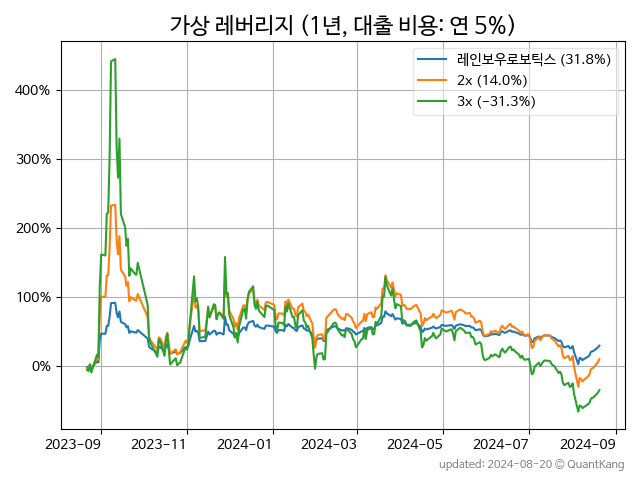 가상 레버리지 (1년, 대출 비용: 연 5%)
레인보우로보틱스 (31.8%)
2x (14.0%)
3x (−31.3%)
400%
300%
200%
100%
0%
2023-09 2023-11 2024-01 2024-03 2024-05 2024-07 2024-09
updated: 2024-08-20 © QuantKang